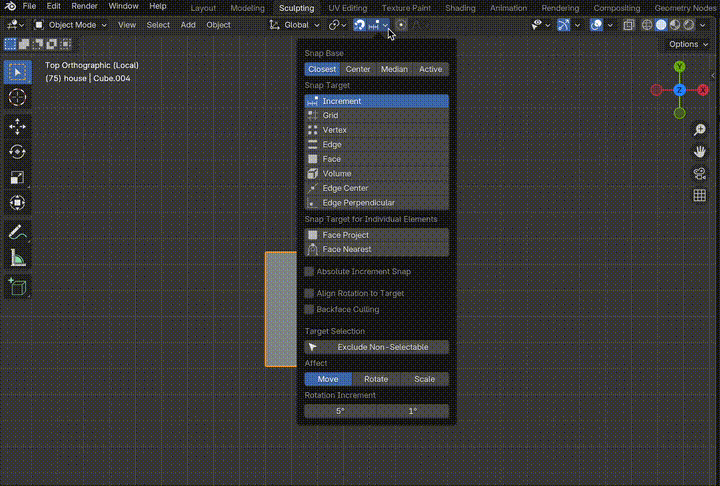 File Edit Render Window Help Layout Modeling Sculpting UV Editing Texture Paint Shading Animation Rendering Compositing Geometry Nodes
Object Mode View Select Add Object Global
Options
Top Orthographic (Local)
(75) house | Cube.004
Y
X
Z
Snap Base
Closest Center Median Active
Snap Target
Increment
Grid
Vertex
Edge
Face
Volume
Edge Center
Edge Perpendicular
Snap Target for Individual Elements
Face Project
Face Nearest
Absolute Increment Snap
Align Rotation to Target
Backface Culling
Target Selection
Exclude Non-Selectable
Affect
Move Rotate Scale
Rotation Increment
5° 1°